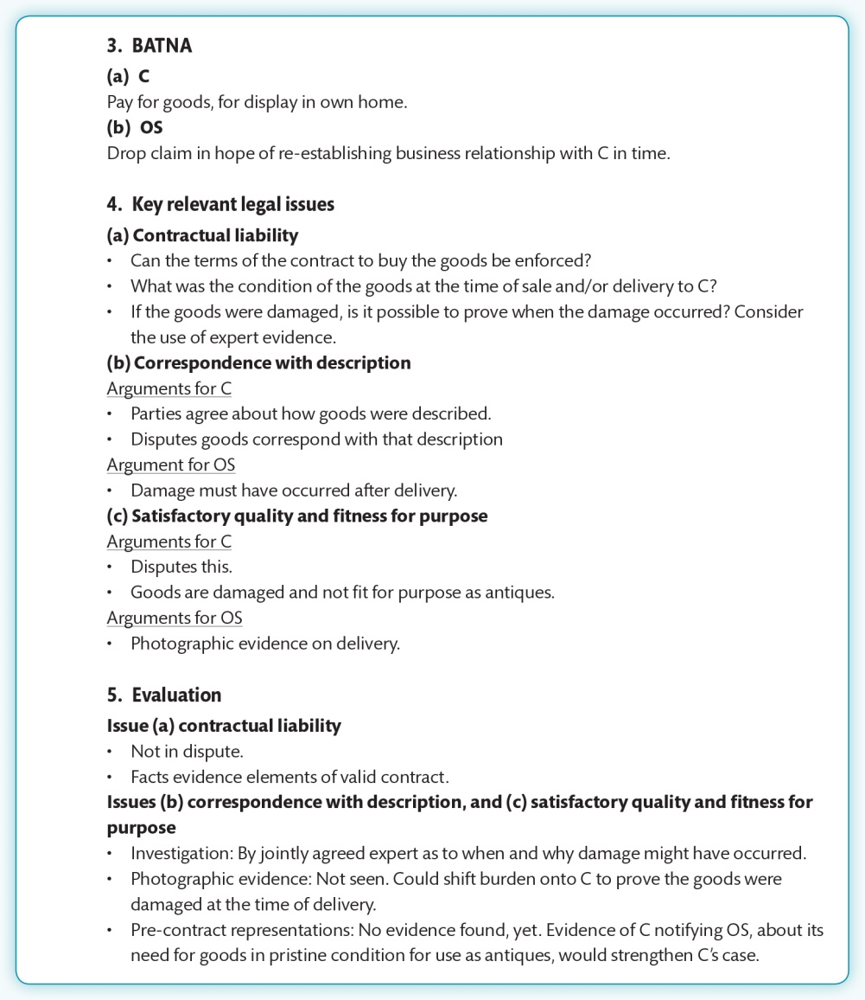 3. BATNA
(a) C
Pay for goods, for display in own home.
(b) OS
Drop claim in hope of re-establishing business relationship with C in time.
4. Key relevant legal issues
(a) Contractual liability
• Can the terms of the contract to buy the goods be enforced?
• What was the condition of the goods at the time of sale and/or delivery to C?
• If the goods were damaged, is it possible to prove when the damage occurred? Consider
the use of expert evidence.
(b) Correspondence with description
Arguments for C
• Parties agree about how goods were described.
• Disputes goods correspond with that description
Argument for OS
• Damage must have occurred after delivery.
(c) Satisfactory quality and fitness for purpose
Arguments for C
• Disputes this.
• Goods are damaged and not fit for purpose as antiques.
Arguments for OS
• Photographic evidence on delivery.
5. Evaluation
Issue (a) contractual liability
• Not in dispute.
• Facts evidence elements of valid contract.
Issues (b) correspondence with description, and (c) satisfactory quality and fitness for
purpose
• Investigation: By jointly agreed expert as to when and why damage might have occurred.
• Photographic evidence: Not seen. Could shift burden onto C to prove the goods were
damaged at the time of delivery.
• Pre-contract representations: No evidence found, yet. Evidence of C notifying OS, about its
need for goods in pristine condition for use as antiques, would strengthen C's case.